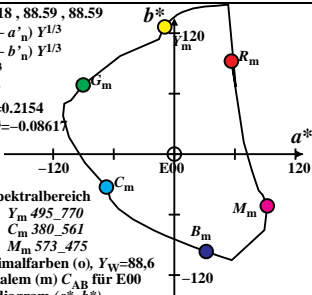 18 , 88.59 , 88.59
b*
– a'n) Y1/3
120
– b'n) Y1/3
Ym
Rm
Gm
=0.2154
*=–0.08617
a*
–120
E00
120
Cm
Mm
pektralbereich
Ym 495_770
Cm 380_561
Bm
Mm 573_475
imalfarben (o), YW=88,6
alem (m) CAB für E00
–120